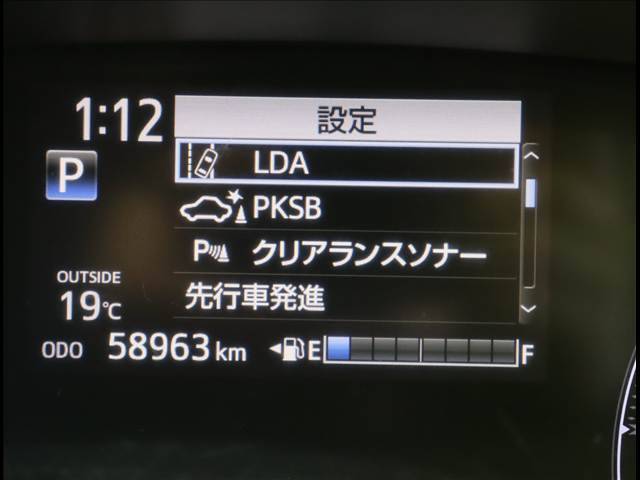 1:12
設定
LDA
P
PKSB
P クリアランスソナー
OUTSIDE
19℃
先行車発進
ODO 58963 km
E F